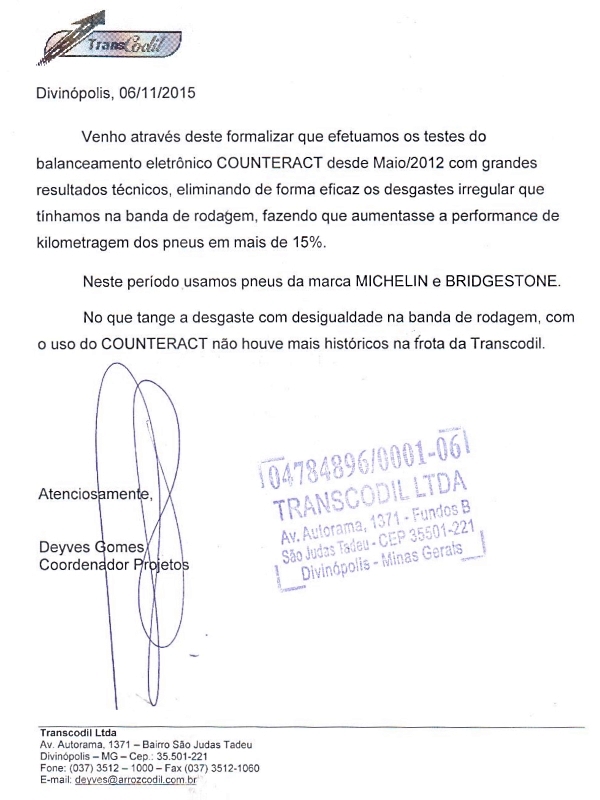 TransCodil
Divinópolis, 06/11/2015
Venho através deste formalizar que efetuamos os testes do
balanceamento eletrônico COUNTERACT desde Maio/2012 com grandes
resultados técnicos, eliminando de forma eficaz os desgastes irregular que
tínhamos na banda de rodagem, fazendo que aumentasse a performance de
kilometragem dos pneus em mais de 15%.
Neste período usamos pneus da marca MICHELIN e BRIDGESTONE.
No que tange a desgaste com desigualdade na banda de rodagem, com
o uso do COUNTERACT não houve mais históricos na frota da Transcodil.
04784896/0001-06
TRANSCODIL LTDA
Av. Autorama, 1371 - Fundos B
São Judas Tadeu - CEP 35501-221
Divinópolis - Minas Gerais
Atenciosamente,
Deyves Gomes
Coordenador Projetos
Transcodil Ltda
Av. Autorama, 1371 – Bairro São Judas Tadeu
Divinópolis – MG – Cep.: 35.501-221
Fone: (037) 3512 – 1000 – Fax (037) 3512-1060
E-mail: deyves@arrozcodil.com.br